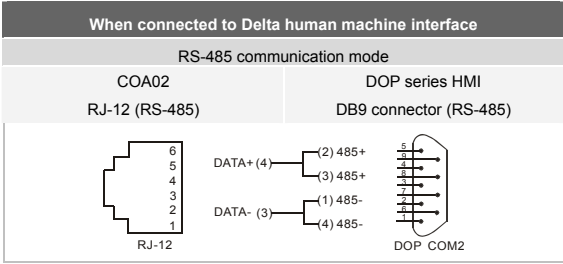 When connected to Delta human machine interface
RS-485 communication mode
COA02
RJ-12 (RS-485)
DOP series HMI
DB9 connector (RS-485)
6
5
4
3
2
1
RJ-12
DATA+ (4)
(2) 485+
(3) 485+
DATA- (3)
(1) 485-
(4) 485-
5
9
4
8
3
7
2
6
1
DOP COM2